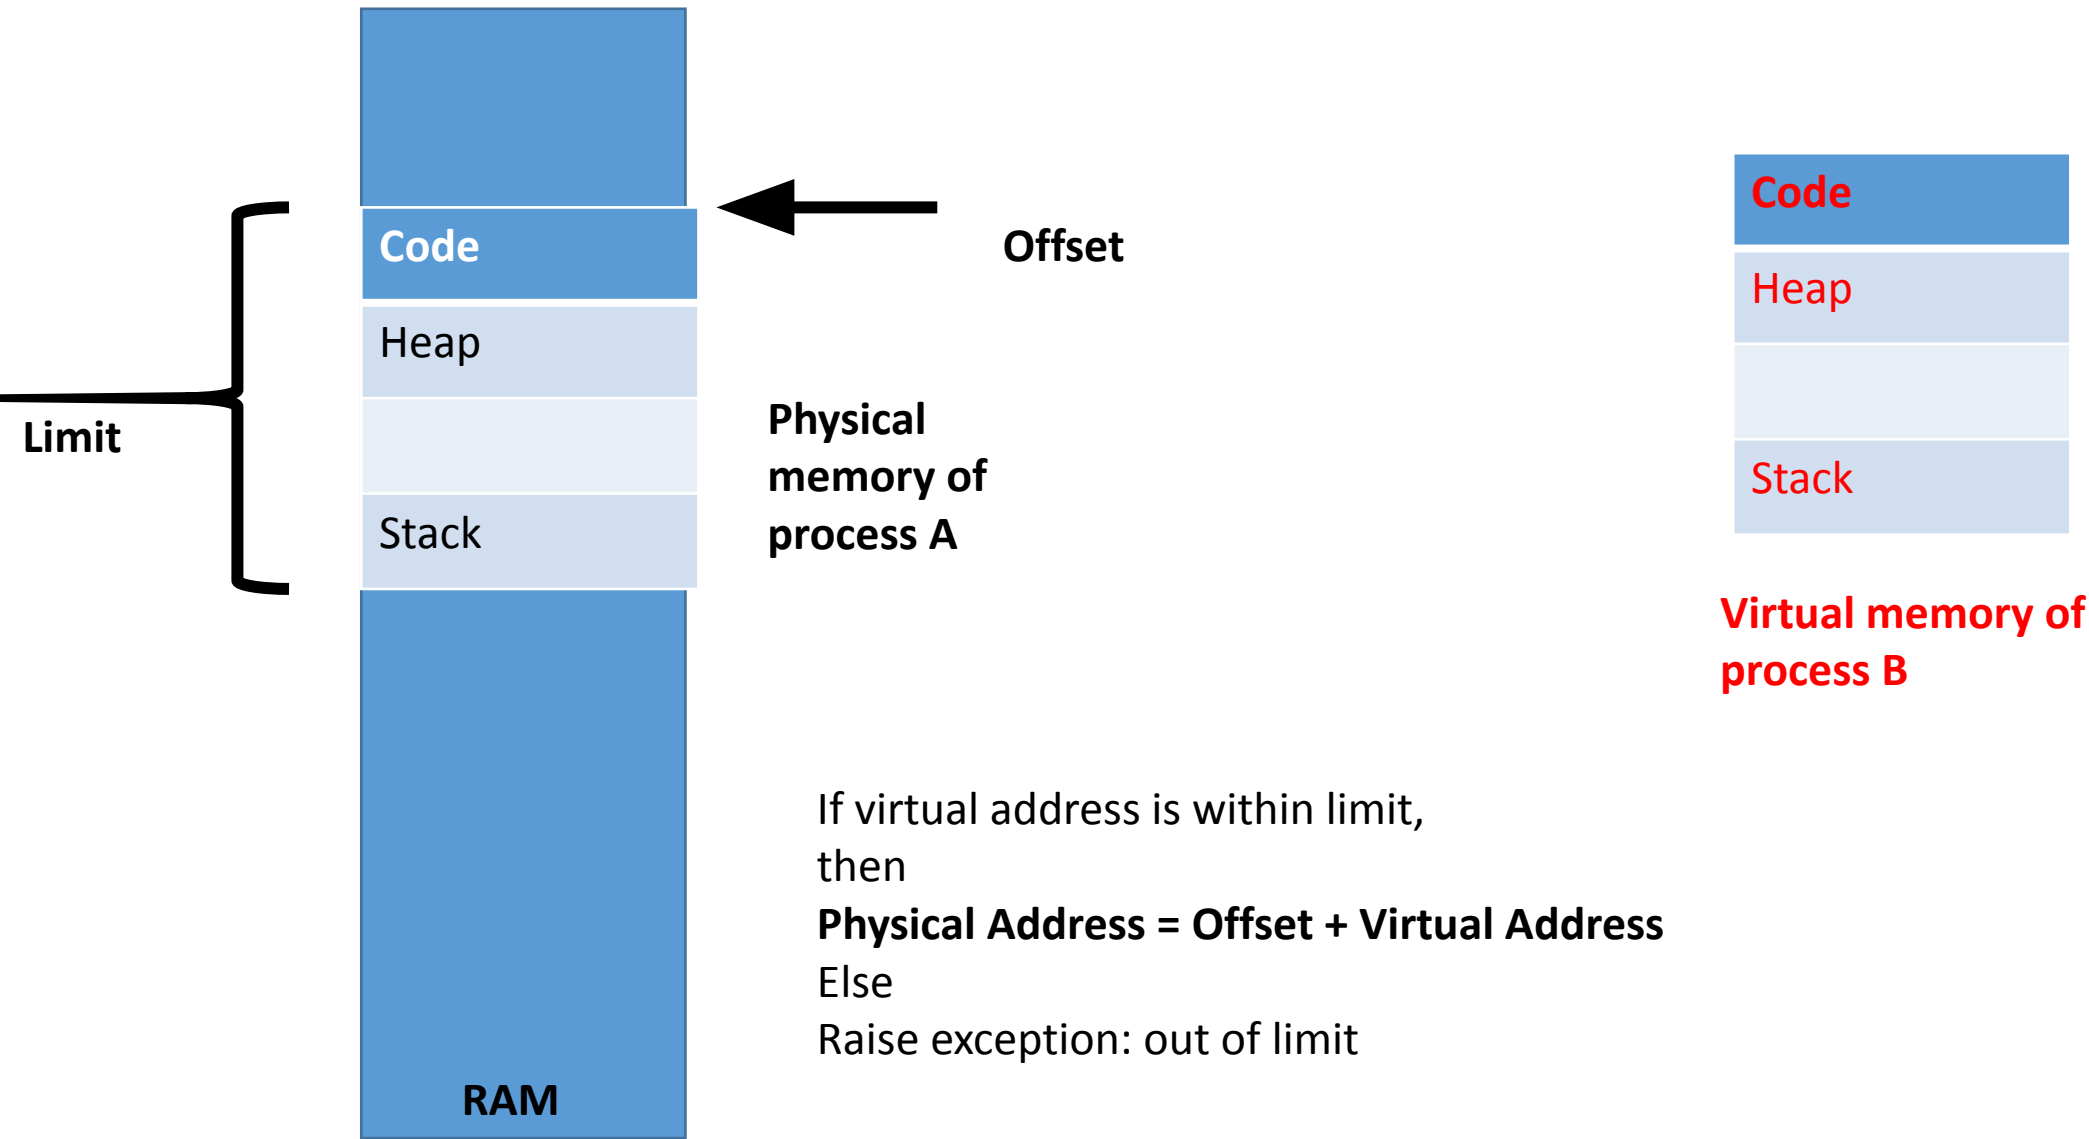 Code
Heap
Stack
Limit
Offset
Physical
memory of
process A
RAM
Code
Heap
Stack
Virtual memory of
process B
If virtual address is within limit,
then
Physical Address = Offset + Virtual Address
Else
Raise exception: out of limit